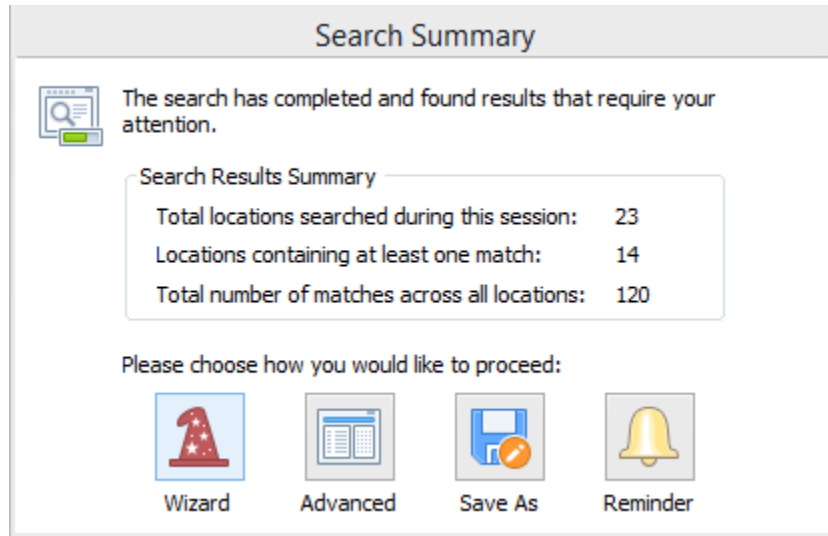 Search Summary
The search has completed and found results that require your
attention.
Search Results Summary
Total locations searched during this session: 23
Locations containing at least one match: 14
Total number of matches across all locations: 120
Please choose how you would like to proceed:
Wizard Advanced Save As Reminder